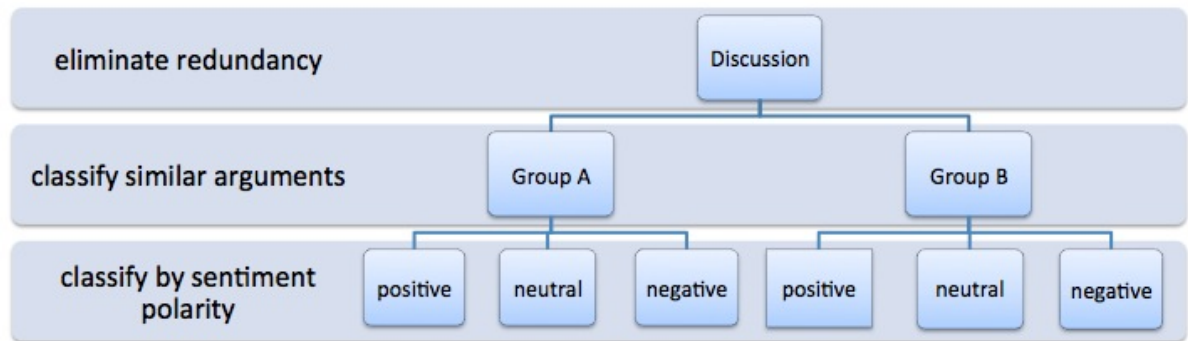 eliminate redundancy
Discussion
classify similar arguments
Group A
Group B
classify by sentiment
polarity
positive
neutral
negative
positive
neutral
negative